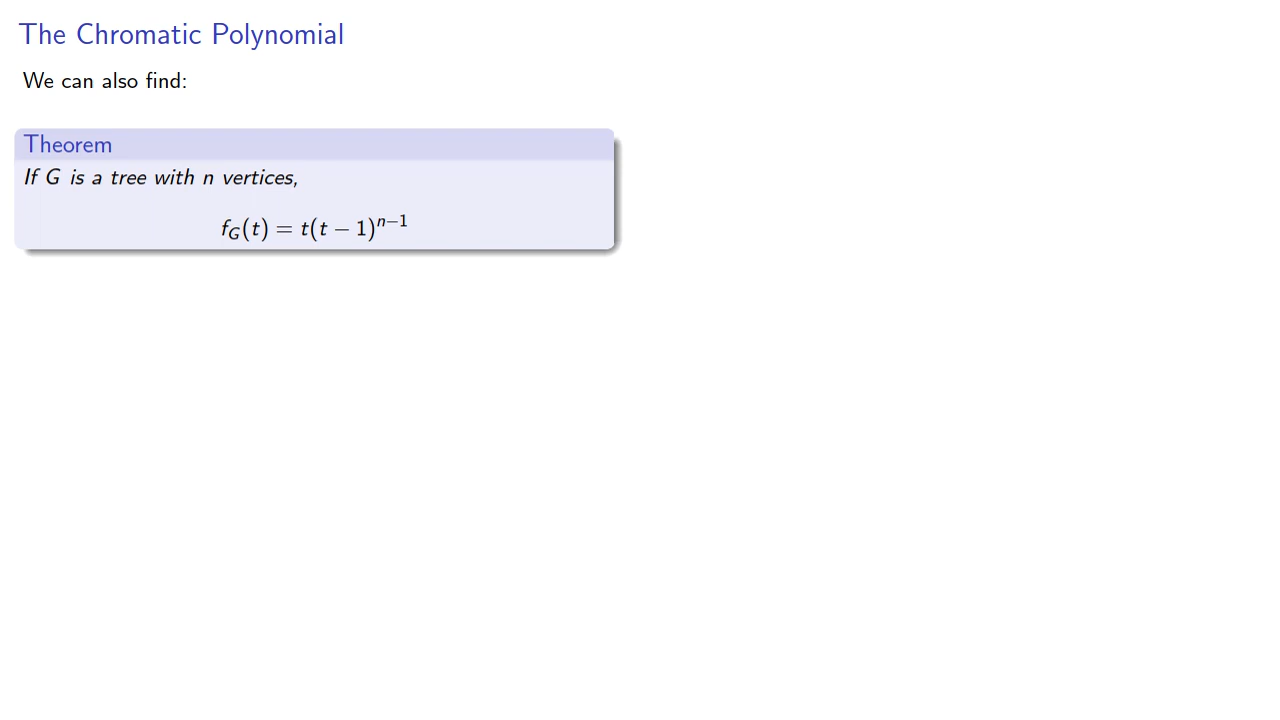 The Chromatic Polynomial
We can also find:
Theorem
If G is a tree with n vertices,
f_G(t) = t(t − 1)^{n−1}